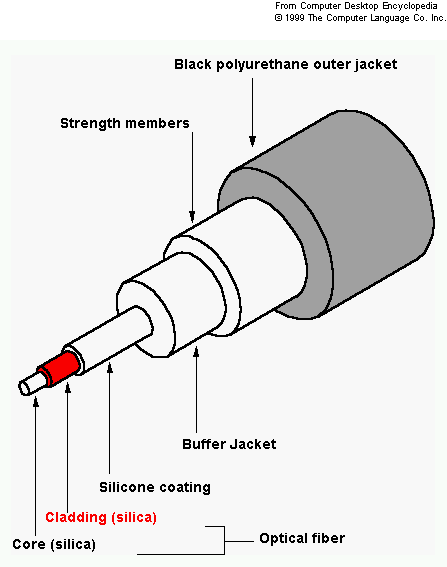 From Computer Desktop Encyclopedia
© 1999 The Computer Language Co. Inc.
Black polyurethane outer jacket
Strength members
Buffer Jacket
Silicone coating
Cladding (silica)
Core (silica)
Optical fiber